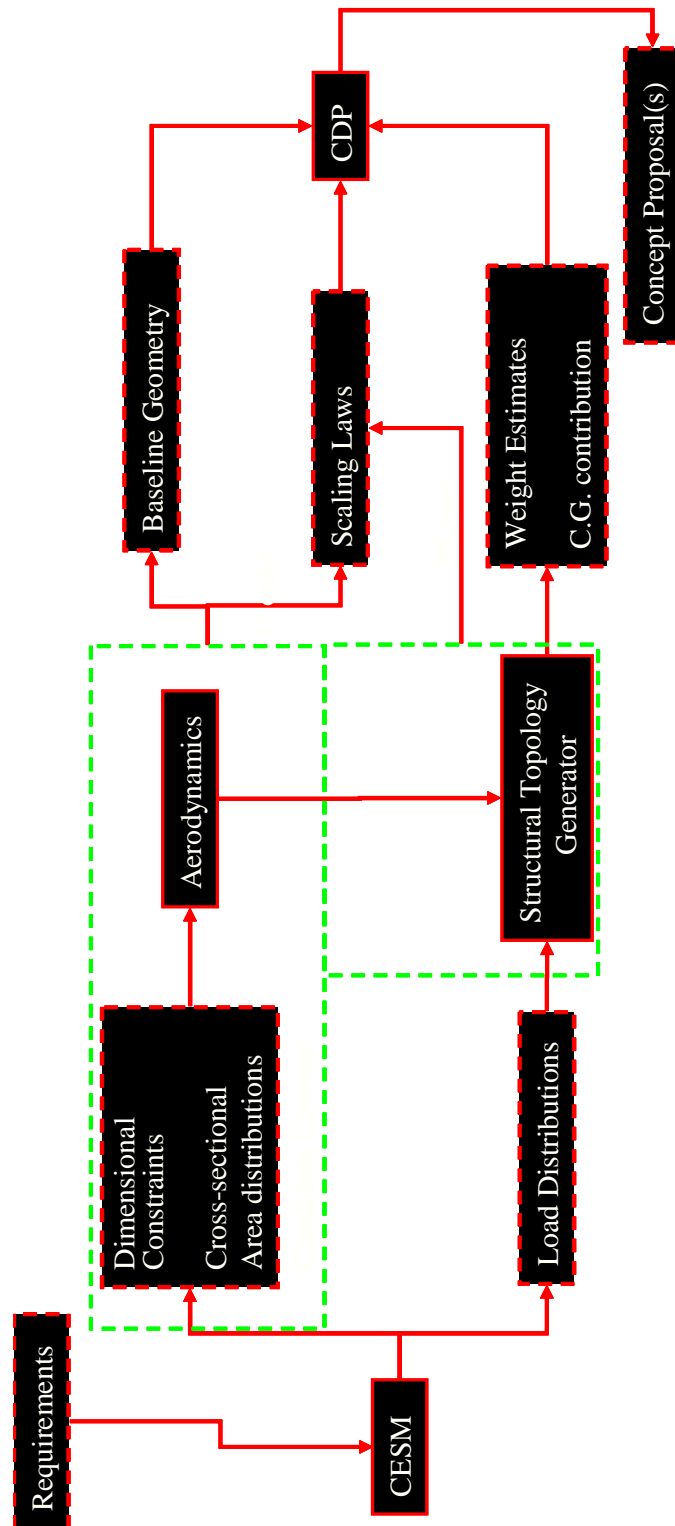 Requirements
CESM
Dimensional
Constraints
Cross-sectional
Area distributions
Load Distributions
Aerodynamics
Structural Topology
Generator
Baseline Geometry
Scaling Laws
Weight Estimates
C.G. contribution
CDP
Concept Proposal(s)